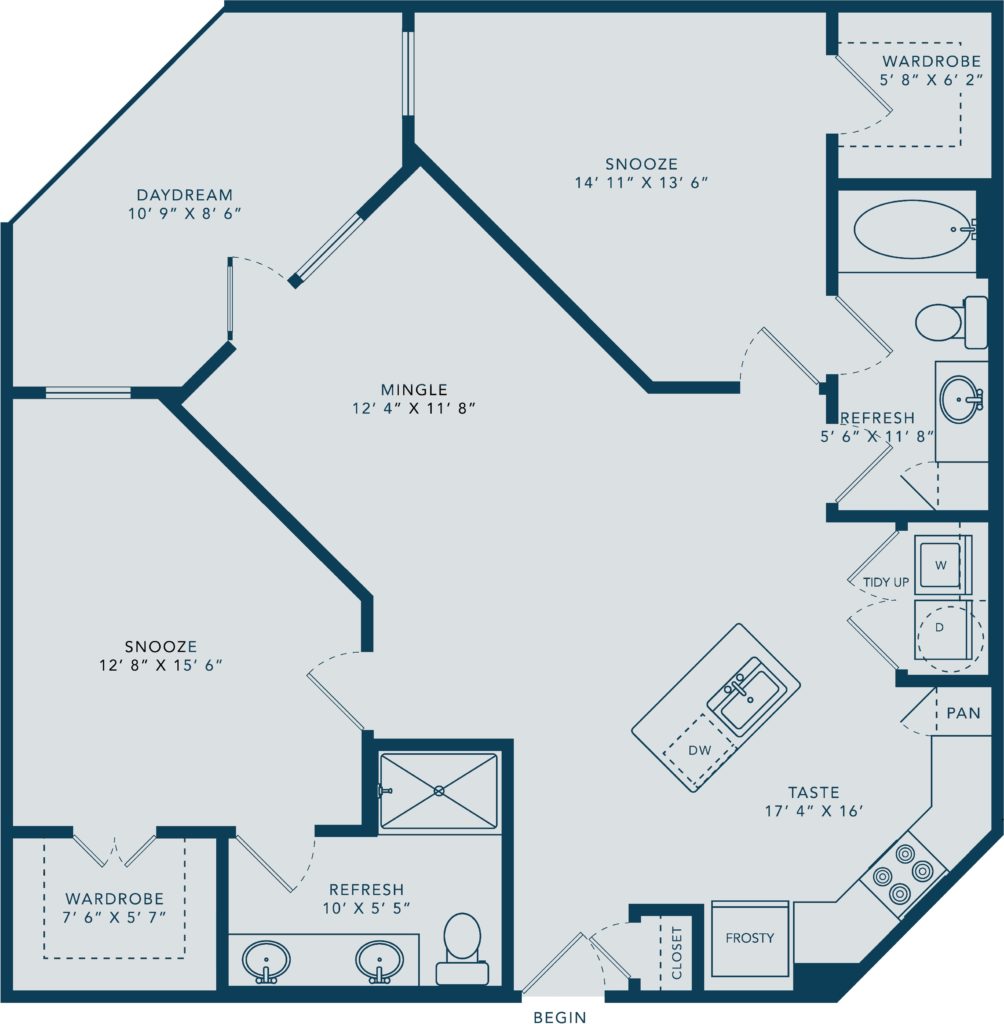 WARDROBE
5’ 8” X 6’ 2”
SNOOZE
14’ 11” X 13’ 6”
DAYDREAM
10’ 9” X 8’ 6”
MINGLE
12’ 4” X 11’ 8”
REFRESH
5’ 6” X 11’ 8”
W
TIDY UP
D
SNOOZE
12’ 8” X 15’ 6”
PAN
DW
TASTE
17’ 4” X 16’
WARDROBE
7’ 6” X 5’ 7”
REFRESH
10’ X 5’ 5”
CLOSET
FROSTY
BEGIN